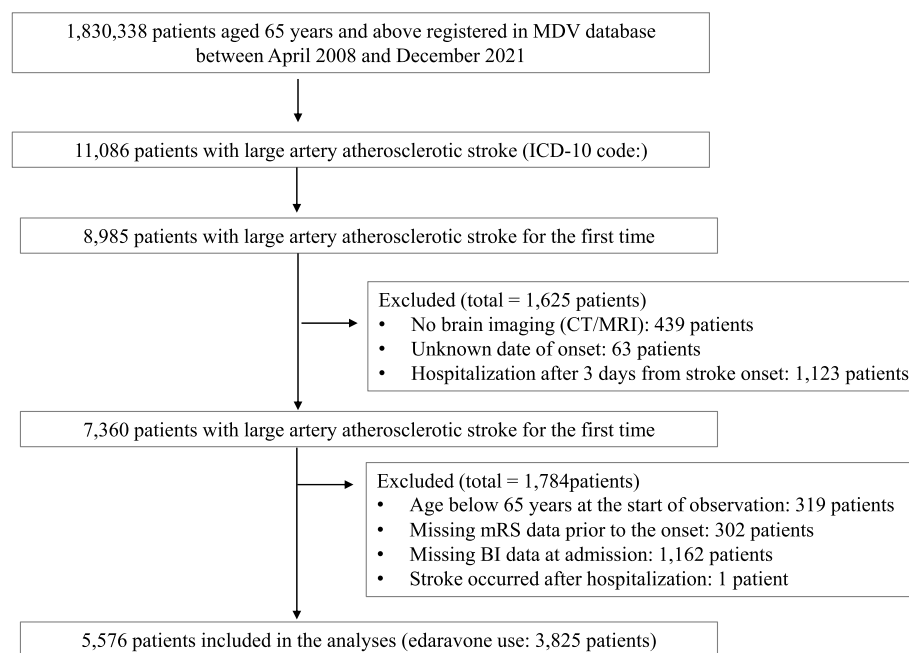 1,830,338 patients aged 65 years and above registered in MDV database
between April 2008 and December 2021
11,086 patients with large artery atherosclerotic stroke (ICD-10 code:)
8,985 patients with large artery atherosclerotic stroke for the first time
Excluded (total = 1,625 patients)
• No brain imaging (CT/MRI): 439 patients
• Unknown date of onset: 63 patients
• Hospitalization after 3 days from stroke onset: 1,123 patients
7,360 patients with large artery atherosclerotic stroke for the first time
Excluded (total = 1,784patients)
• Age below 65 years at the start of observation: 319 patients
• Missing mRS data prior to the onset: 302 patients
• Missing BI data at admission: 1,162 patients
• Stroke occurred after hospitalization: 1 patient
5,576 patients included in the analyses (edaravone use: 3,825 patients)